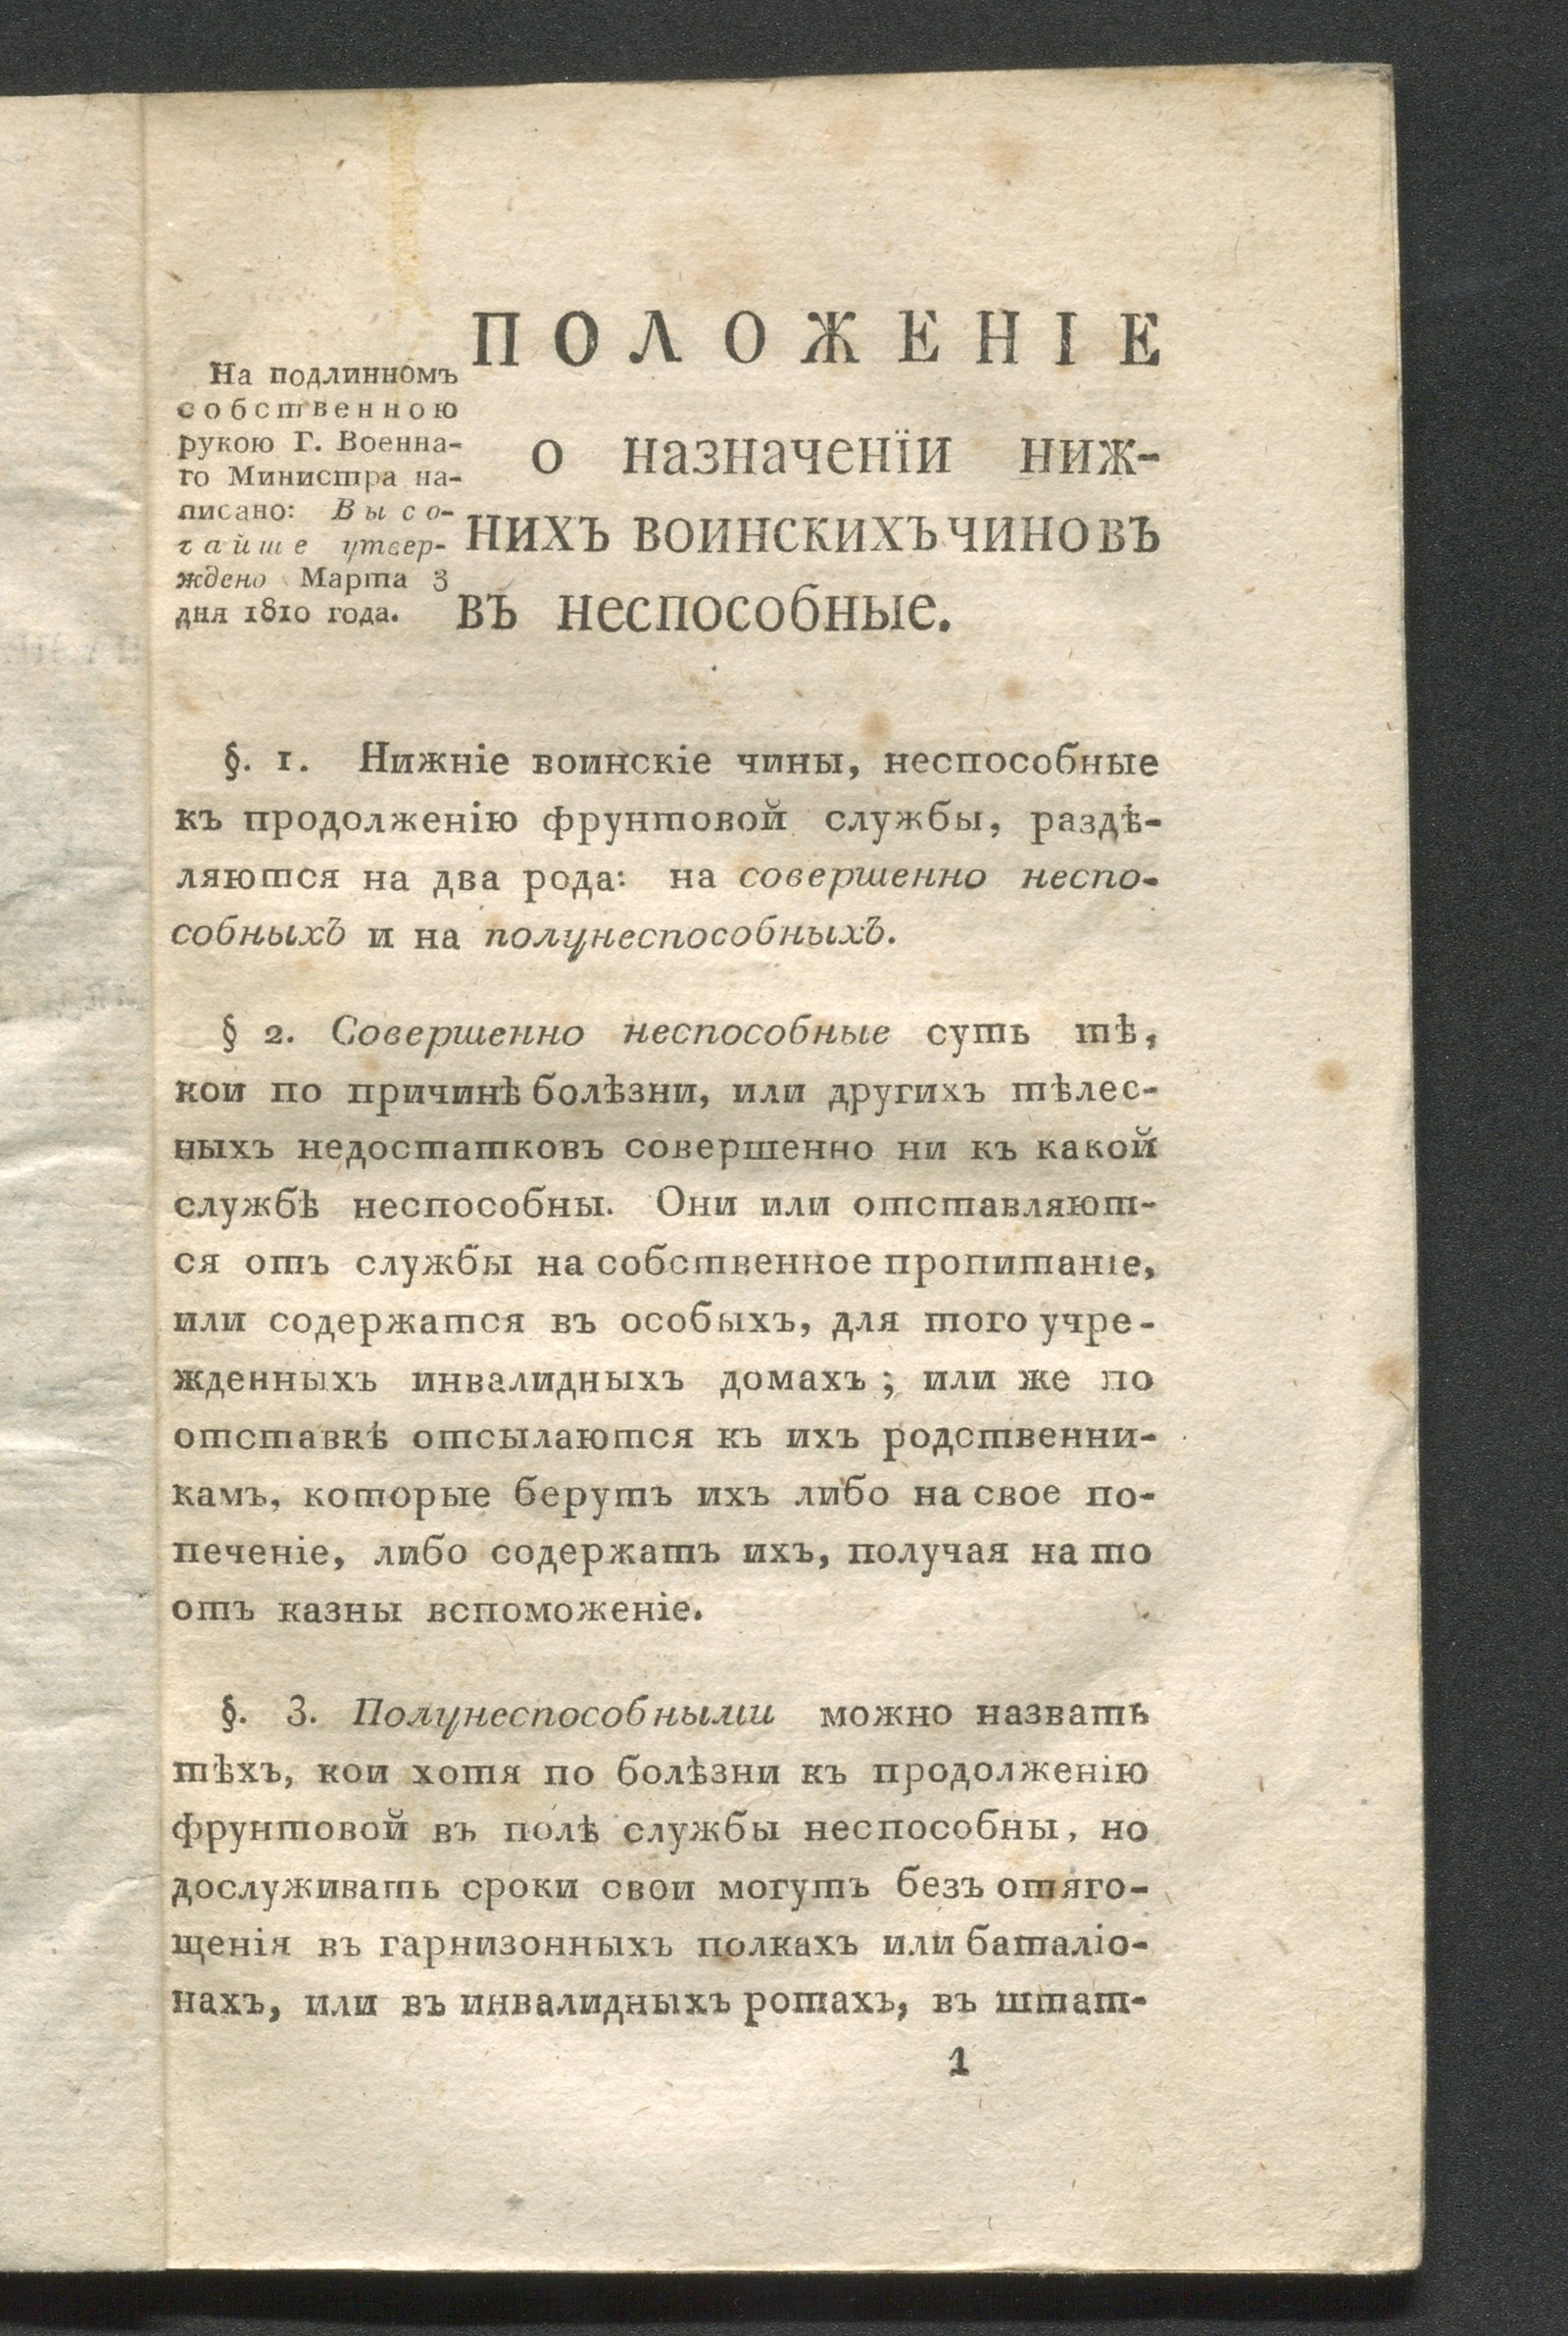 ПОЛОЖЕНІЕ
о назначенїи ниж-
нихъ воинскихъ чиновъ
въ неспособные.
На подлинномъ
собственною
рукою Г. Военна-
го Министра на-
писано: Высо-
чайше утвер-
ждено Марта 3
дня 1810 года.
§. 1. Нижніе воинскіе чины, неспособные
къ продолженію фрунтовой службы, раздѣ-
ляются на два рода: на совершенно неспо-
собныхъ и на полунеспособныхъ.
§ 2. Совершенно неспособные суть тѣ,
кои по причинѣ болѣзни, или другихъ тѣлес-
ныхъ недостатковъ совершенно ни къ какой
службѣ неспособны. Они или отставляют-
ся отъ службы на собственное пропитаніе,
или содержатся въ особыхъ, для того учре-
жденныхъ инвалидныхъ домахъ; или же по
отставкѣ отсылаются къ ихъ родственни-
камъ, которые берутъ ихъ либо на свое по-
печеніе, либо содержатъ ихъ, получая на то
отъ казны вспоможеніе.
§. 3. Полунеспособными можно назвать
тѣхъ, кои хотя по болѣзни къ продолженію
фрунтовой въ полѣ службы неспособны, но
дослуживать сроки свои могутъ безъ отяго-
щенія въ гарнизонныхъ полкахъ или баталіо-
нахъ, или въ инвалидныхъ ротахъ, въ штат-
1